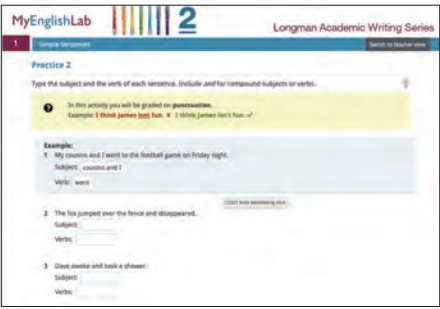 MyEnglishLab 2
Longman Academic Writing Series
1 Simple Sentences Switch to Teacher view
Practice 2
Type the subject and the verb of each sentence. Include and for compound subjects or verbs.
In this activity you will be graded on punctuation.
Example: I think James isnt fun. x I think James isn't fun. ✓
Example:
1 My cousins and I went to the football game on Friday night.
Subject: cousins and I
Verb: went
2 The fox jumped over the fence and disappeared.
Subject:
Verbs:
3 Dave awoke and took a shower.
Subject:
Verbs: